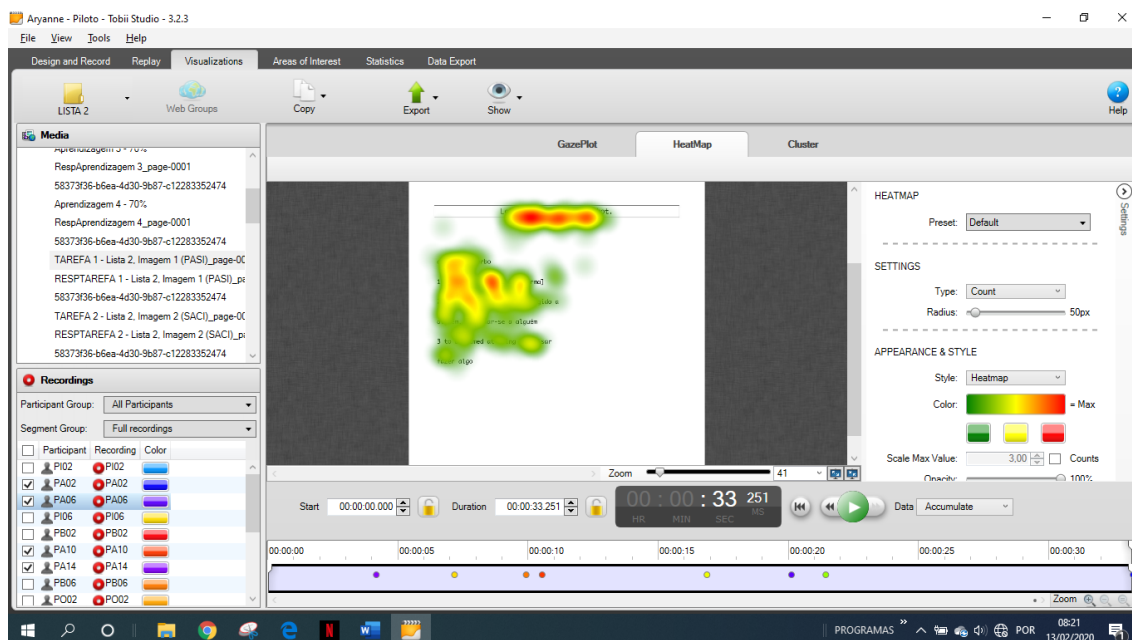 Aryanne - Piloto - Tobii Studio - 3.2.3
File View Tools Help
Design and Record Replay Visualizations Areas of Interest Statistics Data Export
LISTA 2 Web Groups Copy Export Show Help
Media
GazePlot HeatMap Cluster
Aprendizagem 3 - 70%
RespAprendizagem 3_page-0001
58373f36-b6ea-4d30-9b87-c12283352474
Aprendizagem 4 - 70%
RespAprendizagem 4_page-0001
58373f36-b6ea-4d30-9b87-c12283352474
TAREFA 1 - Lista 2, Imagem 1 (PASI)_page-00
RESPTAREFA 1 - Lista 2, Imagem 1 (PASI)_pa
58373f36-b6ea-4d30-9b87-c12283352474
TAREFA 2 - Lista 2, Imagem 2 (SACI)_page-00
RESPTAREFA 2 - Lista 2, Imagem 2 (SACI)_pa
58373f36-b6ea-4d30-9b87-c12283352474
alguém
algo
HEATMAP
Preset: Default
SETTINGS
Type: Count
Radius: 50px
APPEARANCE & STYLE
Style: Heatmap
Color: = Max
Scale Max Value: 3,00 Counts
Opacity: 100%
Settings
Recordings
Participant Group: All Participants
Segment Group: Full recordings
Participant Recording Color
PI02 PI02
PA02 PA02
PA06 PA06
PI06 PI06
PB02 PB02
PA10 PA10
PA14 PA14
PB06 PB06
PO02 PO02
Zoom 41
Start 00:00:00.000 Duration 00:00:33.251 00:00:33 251 Data Accumulate
HR MIN SEC MS
00:00:00 00:00:05 00:00:10 00:00:15 00:00:20 00:00:25 00:00:30
Zoom
PROGRAMAS POR 08:21
13/02/2020